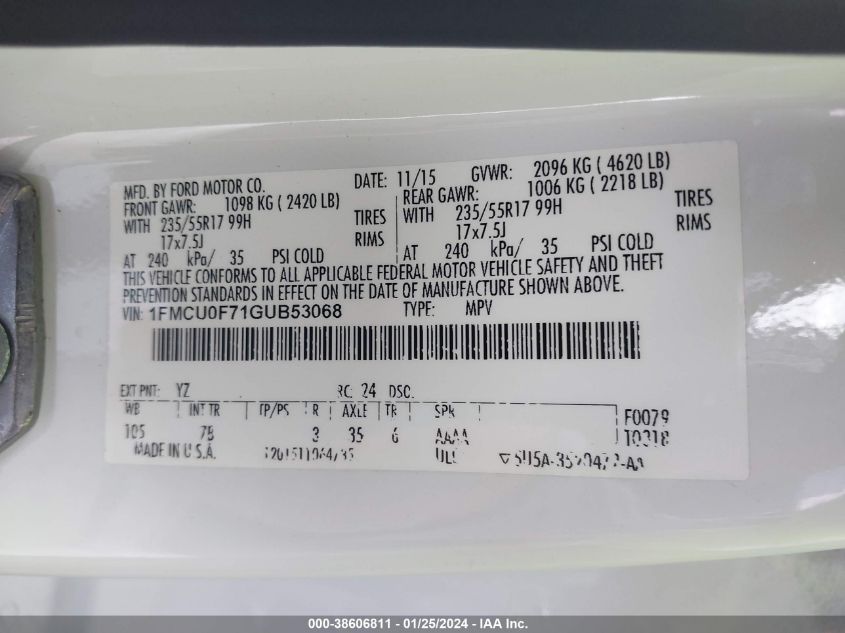 MFD. BY FORD MOTOR CO. DATE: 11/15 GVWR: 2096 KG ( 4620 LB)
FRONT GAWR: 1098 KG ( 2420 LB) REAR GAWR: 1006 KG ( 2218 LB)
WITH 235/55R17 99H TIRES WITH 235/55R17 99H TIRES
17x7.5J RIMS 17x7.5J RIMS
AT 240 kPa/ 35 PSI COLD AT 240 kPa/ 35 PSI COLD
THIS VEHICLE CONFORMS TO ALL APPLICABLE FEDERAL MOTOR VEHICLE SAFETY AND THEFT
PREVENTION STANDARDS IN EFFECT ON THE DATE OF MANUFACTURE SHOWN ABOVE.
VIN: 1FMCU0F71GUB53068 TYPE: MPV
EXT PNT: YZ RC: 24 DSO:
WB INT TR TP/PS R AXLE TR SPR F0079
105 7B 3 35 6 AAAA T0218
MADE IN U.S.A.
000-38606811 - 01/25/2024 - IAA Inc.